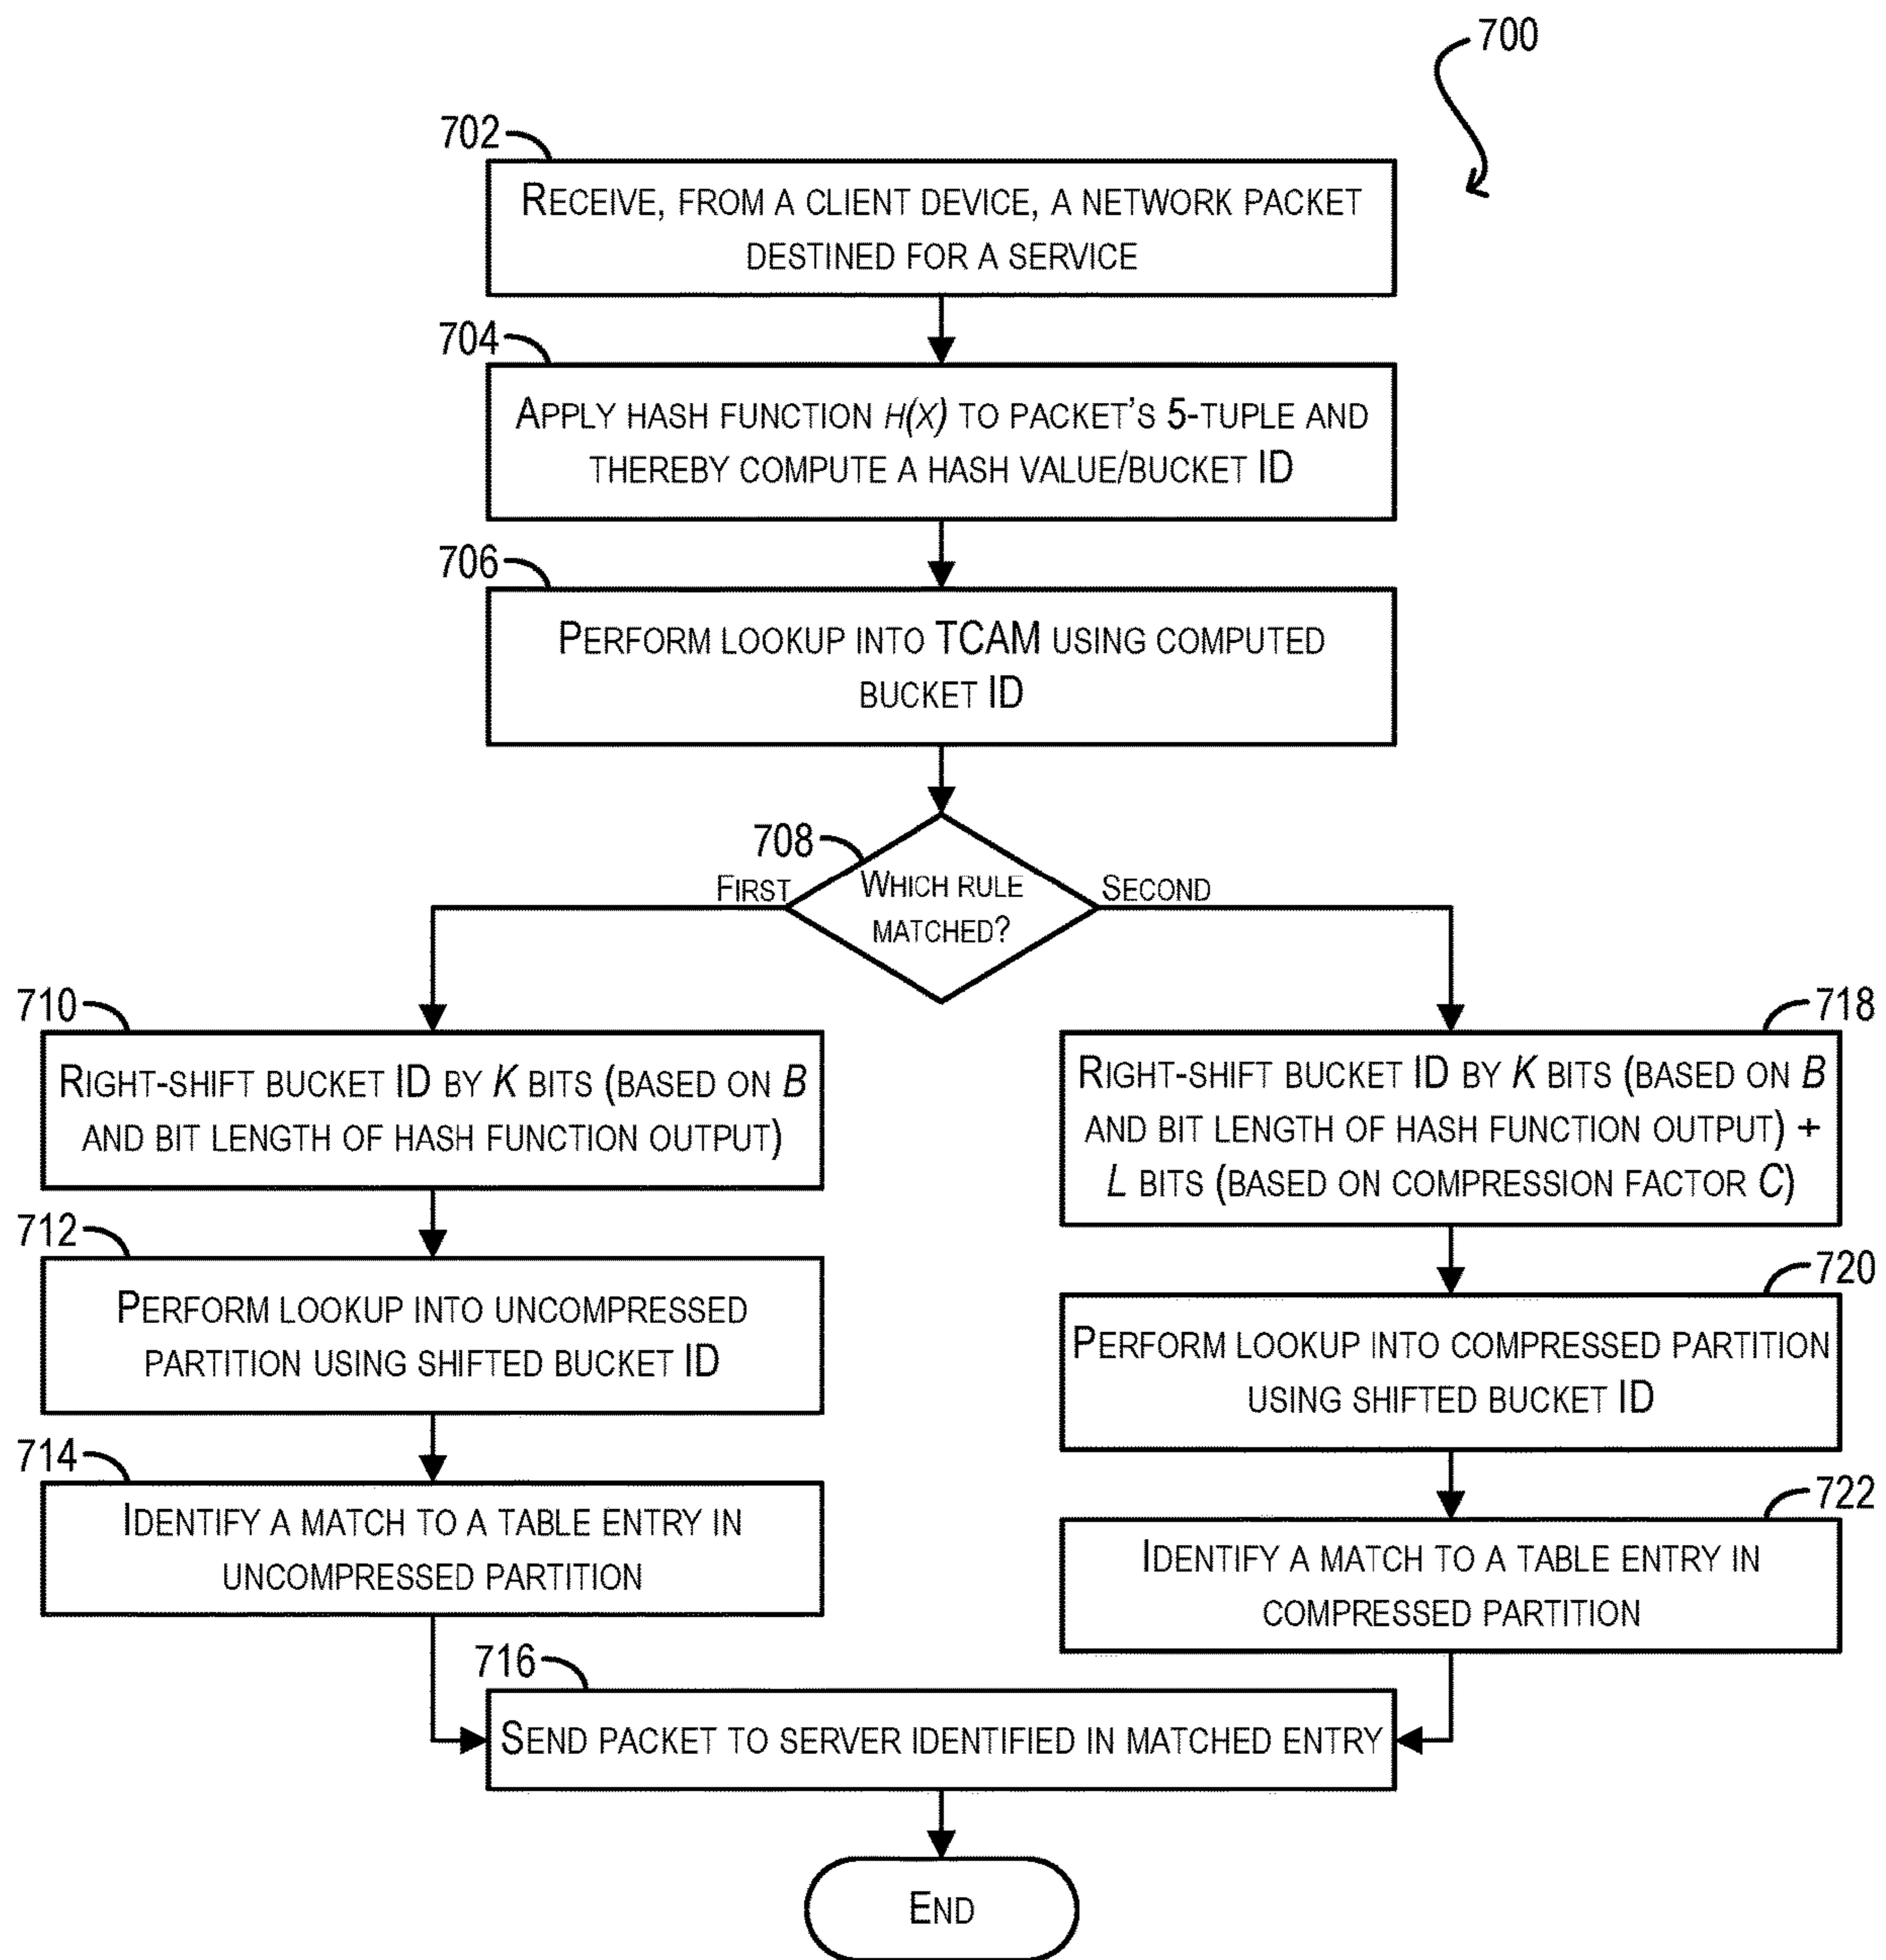 700
702
RECEIVE, FROM A CLIENT DEVICE, A NETWORK PACKET
DESTINED FOR A SERVICE
704
APPLY HASH FUNCTION H(X) TO PACKET'S 5-TUPLE AND
THEREBY COMPUTE A HASH VALUE/BUCKET ID
706
PERFORM LOOKUP INTO TCAM USING COMPUTED
BUCKET ID
708
FIRST
WHICH RULE
MATCHED?
SECOND
710
RIGHT-SHIFT BUCKET ID BY K BITS (BASED ON B
AND BIT LENGTH OF HASH FUNCTION OUTPUT)
712
PERFORM LOOKUP INTO UNCOMPRESSED
PARTITION USING SHIFTED BUCKET ID
714
IDENTIFY A MATCH TO A TABLE ENTRY IN
UNCOMPRESSED PARTITION
718
RIGHT-SHIFT BUCKET ID BY K BITS (BASED ON B
AND BIT LENGTH OF HASH FUNCTION OUTPUT) +
L BITS (BASED ON COMPRESSION FACTOR C)
720
PERFORM LOOKUP INTO COMPRESSED PARTITION
USING SHIFTED BUCKET ID
722
IDENTIFY A MATCH TO A TABLE ENTRY IN
COMPRESSED PARTITION
716
SEND PACKET TO SERVER IDENTIFIED IN MATCHED ENTRY
END